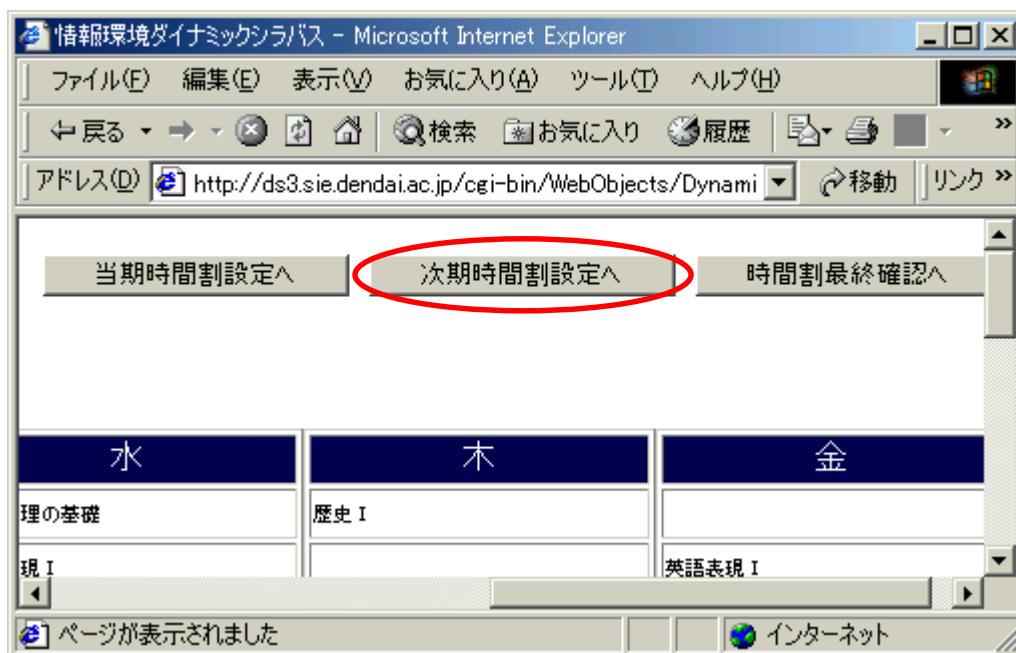 情報環境ダイナミックシラバス - Microsoft Internet Explorer
ファイル(F) 編集(E) 表示(V) お気に入り(A) ツール(T) ヘルプ(H)
戻る 検索 お気に入り 履歴 »
アドレス(D) http://ds3.sie.dendai.ac.jp/cgi-bin/WebObjects/Dynami 移動 リンク »
当期時間割設定へ 次期時間割設定へ 時間割最終確認へ
水 木 金
理の基礎 歴史 I
現 I 英語表現 I
ページが表示されました インターネット